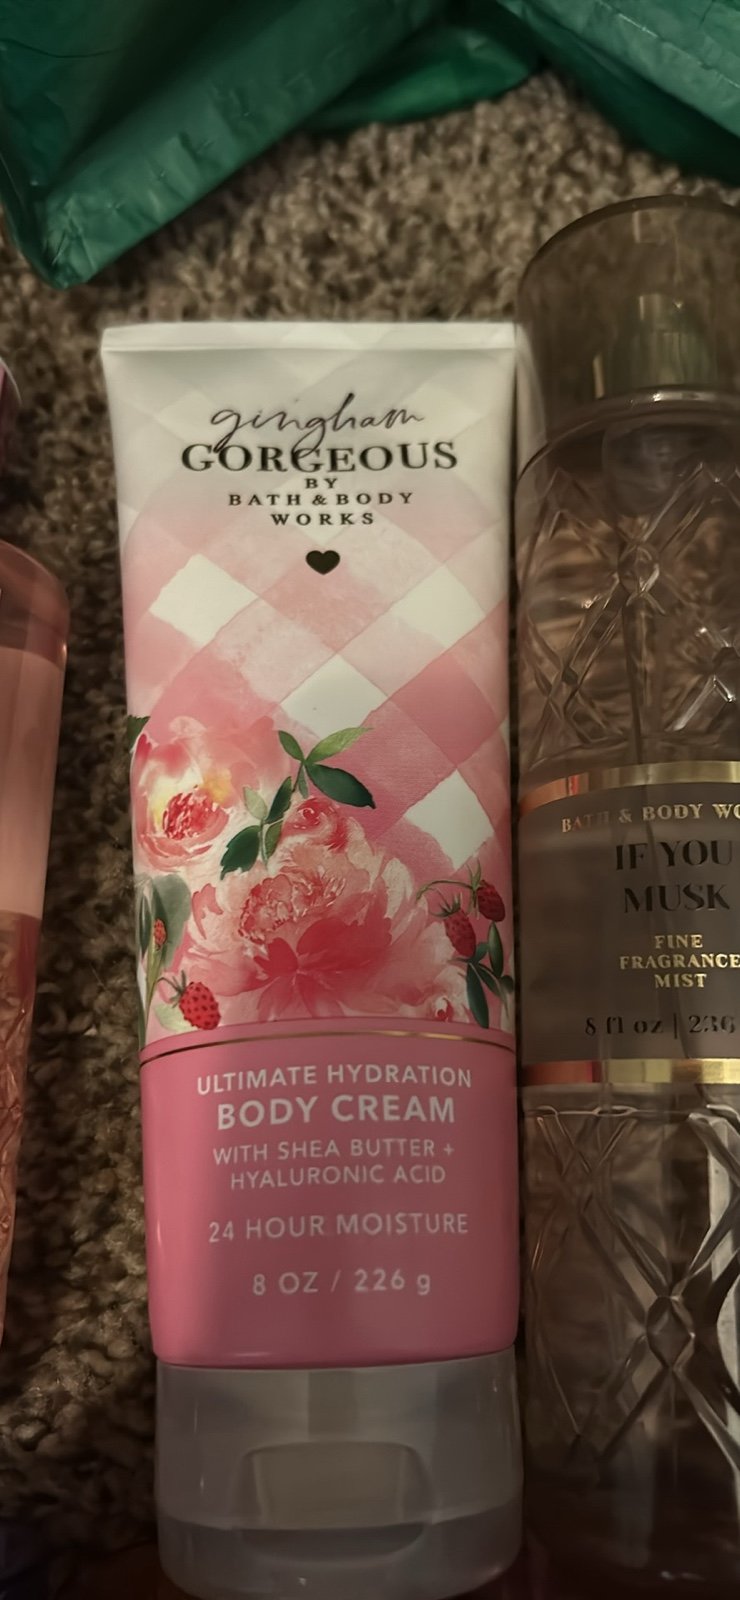 gingham
GORGEOUS
BY
BATH & BODY
WORKS
ULTIMATE HYDRATION
BODY CREAM
WITH SHEA BUTTER +
HYALURONIC ACID
24 HOUR MOISTURE
8 OZ / 226 g
BATH & BODY WO
IF YOU
MUSK
FINE
FRAGRANCE
MIST
8 fl oz | 236